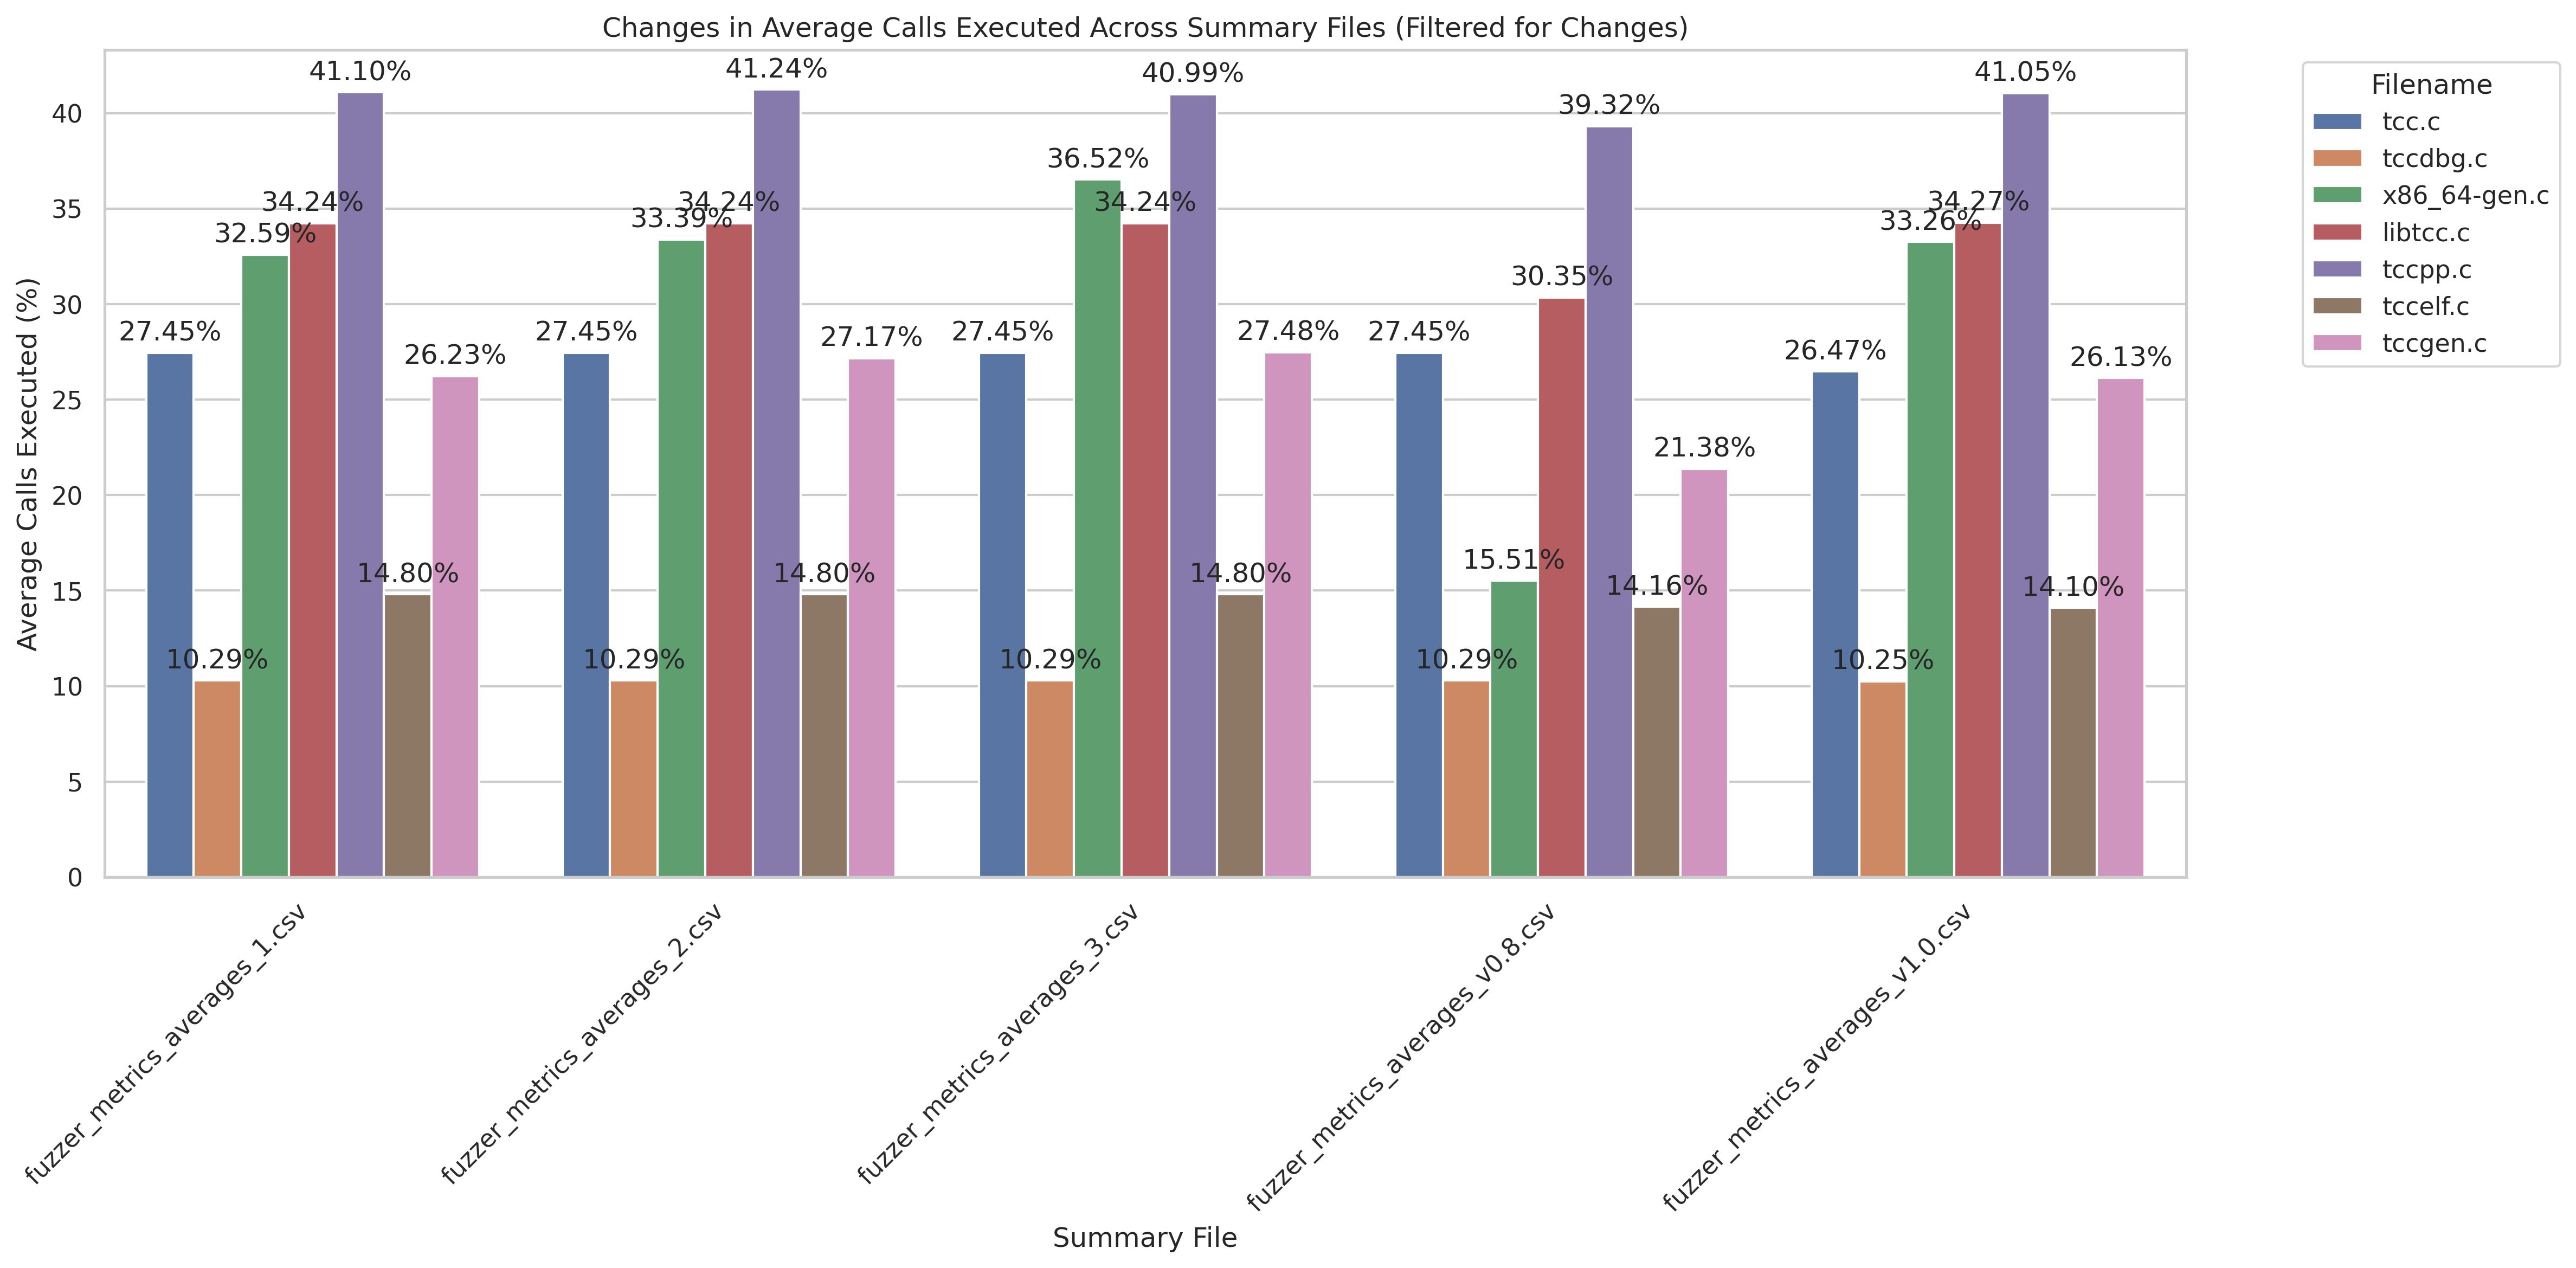 Changes in Average Calls Executed Across Summary Files (Filtered for Changes)
Average Calls Executed (%)
40
35
30
25
20
15
10
5
0
27.45%
10.29%
32.59%
34.24%
41.10%
14.80%
26.23%
27.45%
10.29%
33.39%
34.24%
41.24%
14.80%
27.17%
27.45%
10.29%
36.52%
34.24%
40.99%
14.80%
27.48%
27.45%
10.29%
15.51%
30.35%
39.32%
14.16%
21.38%
26.47%
10.25%
33.26%
34.27%
41.05%
14.10%
26.13%
fuzzer_metrics_averages_1.csv
fuzzer_metrics_averages_2.csv
fuzzer_metrics_averages_3.csv
fuzzer_metrics_averages_v0.8.csv
fuzzer_metrics_averages_v1.0.csv
Summary File
Filename
tcc.c
tccdbg.c
x86_64-gen.c
libtcc.c
tccpp.c
tccelf.c
tccgen.c